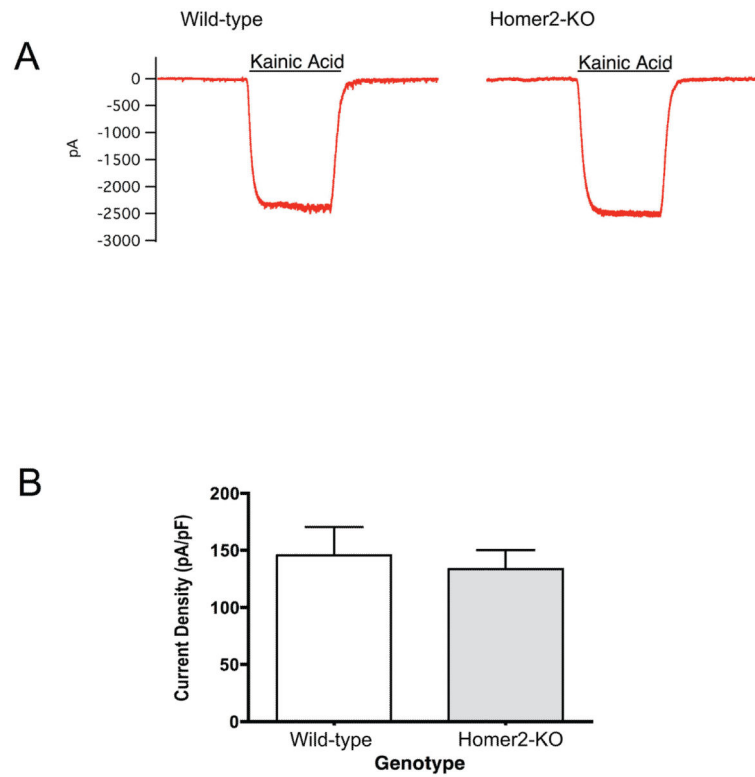 Wild-type
Homer2-KO
A
Kainic Acid
Kainic Acid
0
-500
-1000
-1500
-2000
-2500
-3000
pA
B
200
150
100
50
0
Current Density (pA/pF)
Wild-type
Homer2-KO
Genotype